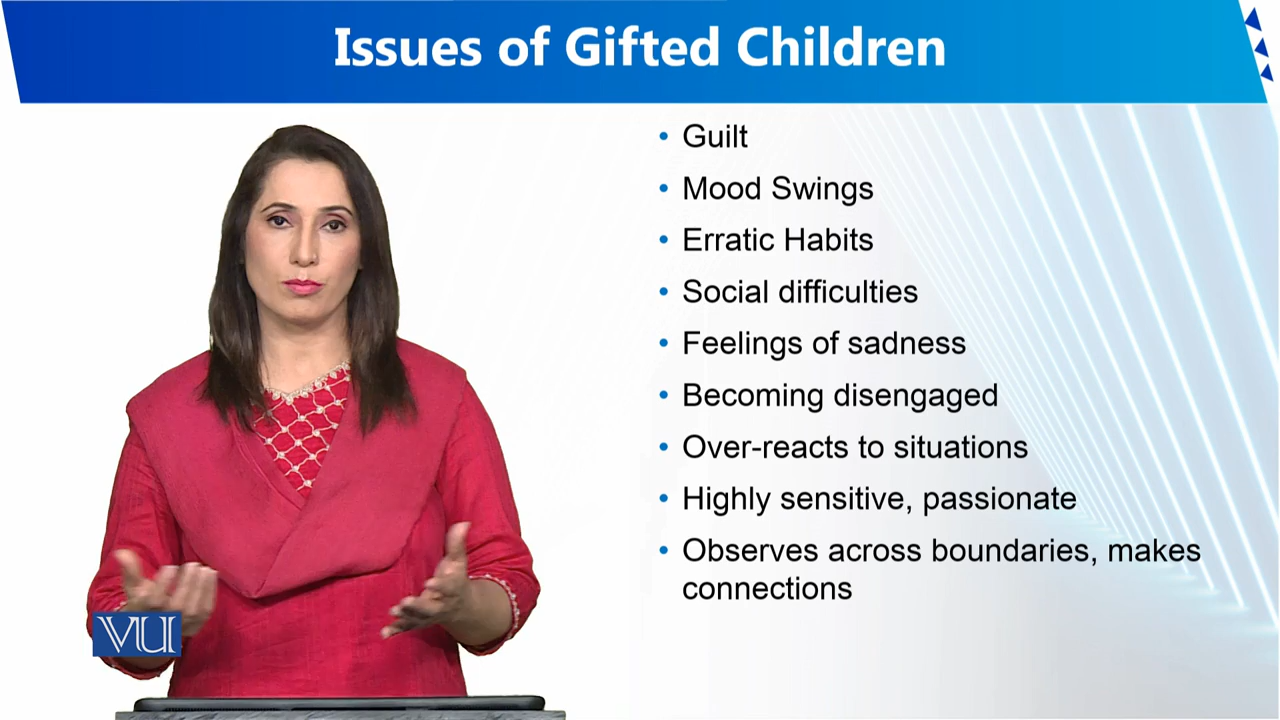 Issues of Gifted Children
• Guilt
• Mood Swings
• Erratic Habits
• Social difficulties
• Feelings of sadness
• Becoming disengaged
• Over-reacts to situations
• Highly sensitive, passionate
• Observes across boundaries, makes
connections
VU